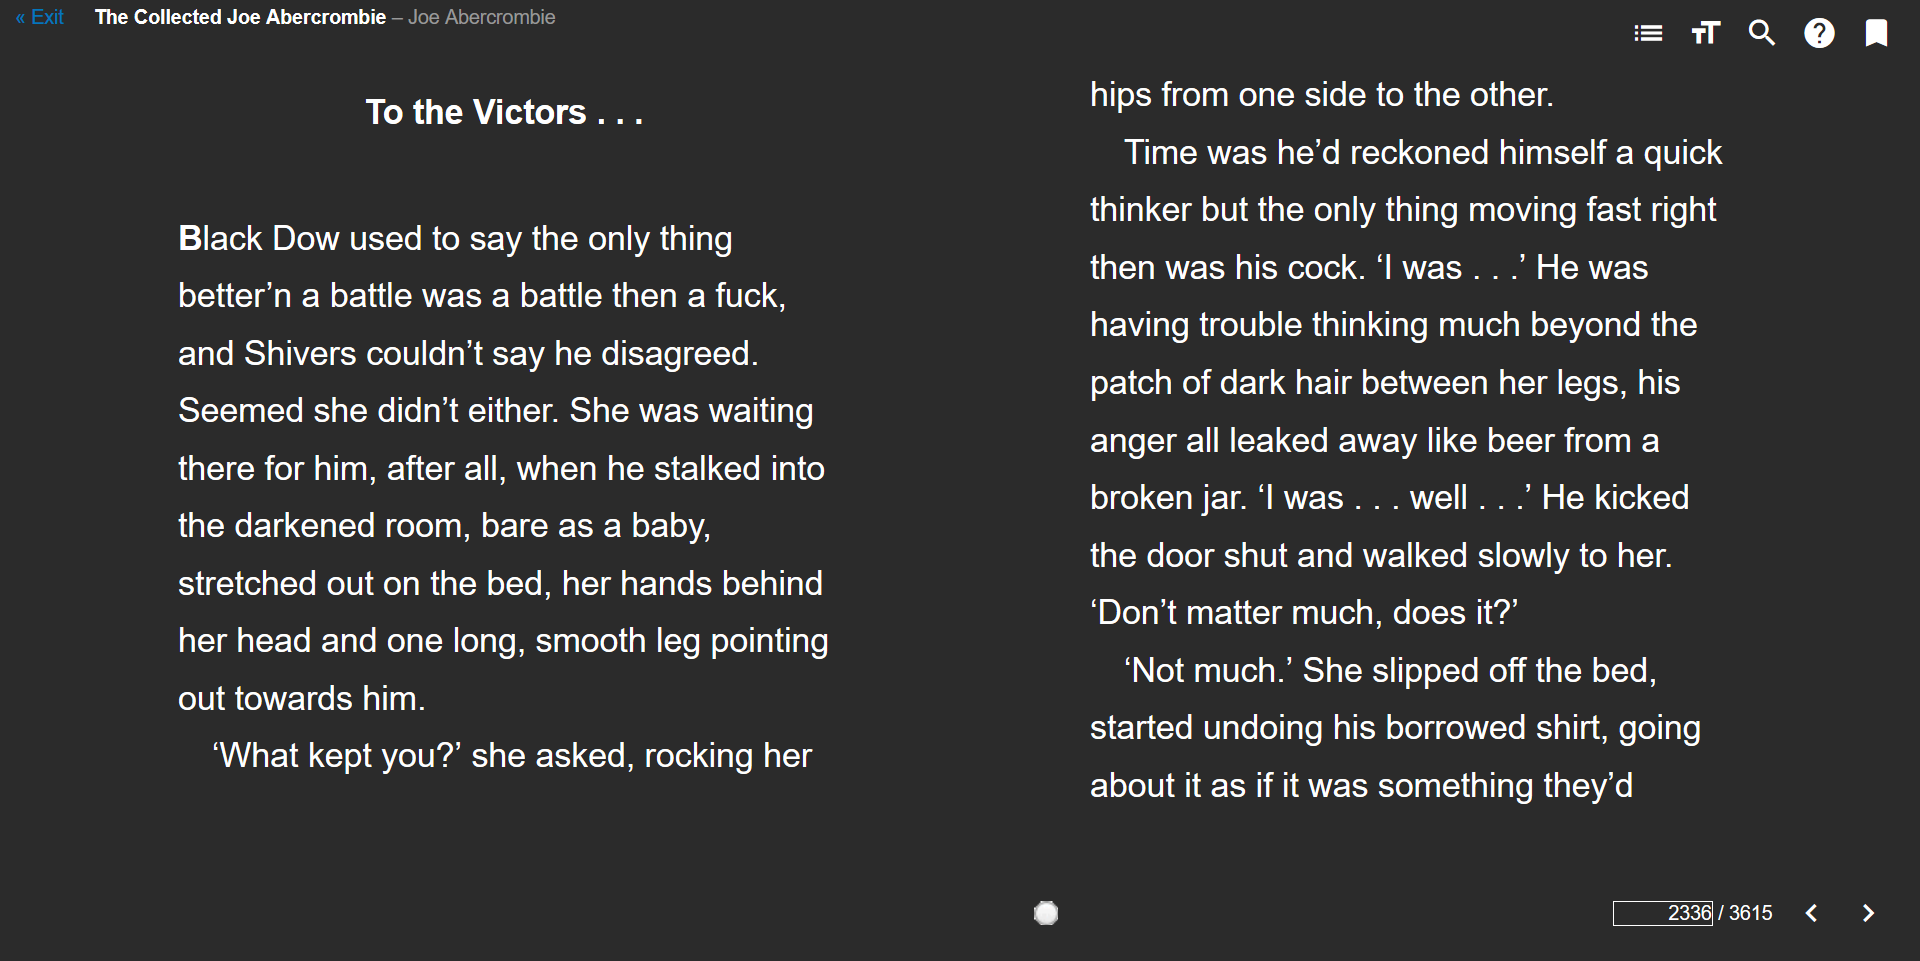 « Exit The Collected Joe Abercrombie – Joe Abercrombie
To the Victors . . .
Black Dow used to say the only thing
better’n a battle was a battle then a fuck,
and Shivers couldn’t say he disagreed.
Seemed she didn’t either. She was waiting
there for him, after all, when he stalked into
the darkened room, bare as a baby,
stretched out on the bed, her hands behind
her head and one long, smooth leg pointing
out towards him.
‘What kept you?’ she asked, rocking her
hips from one side to the other.
Time was he’d reckoned himself a quick
thinker but the only thing moving fast right
then was his cock. ‘I was . . .’ He was
having trouble thinking much beyond the
patch of dark hair between her legs, his
anger all leaked away like beer from a
broken jar. ‘I was . . . well . . .’ He kicked
the door shut and walked slowly to her.
‘Don’t matter much, does it?’
‘Not much.’ She slipped off the bed,
started undoing his borrowed shirt, going
about it as if it was something they’d
2336 / 3615